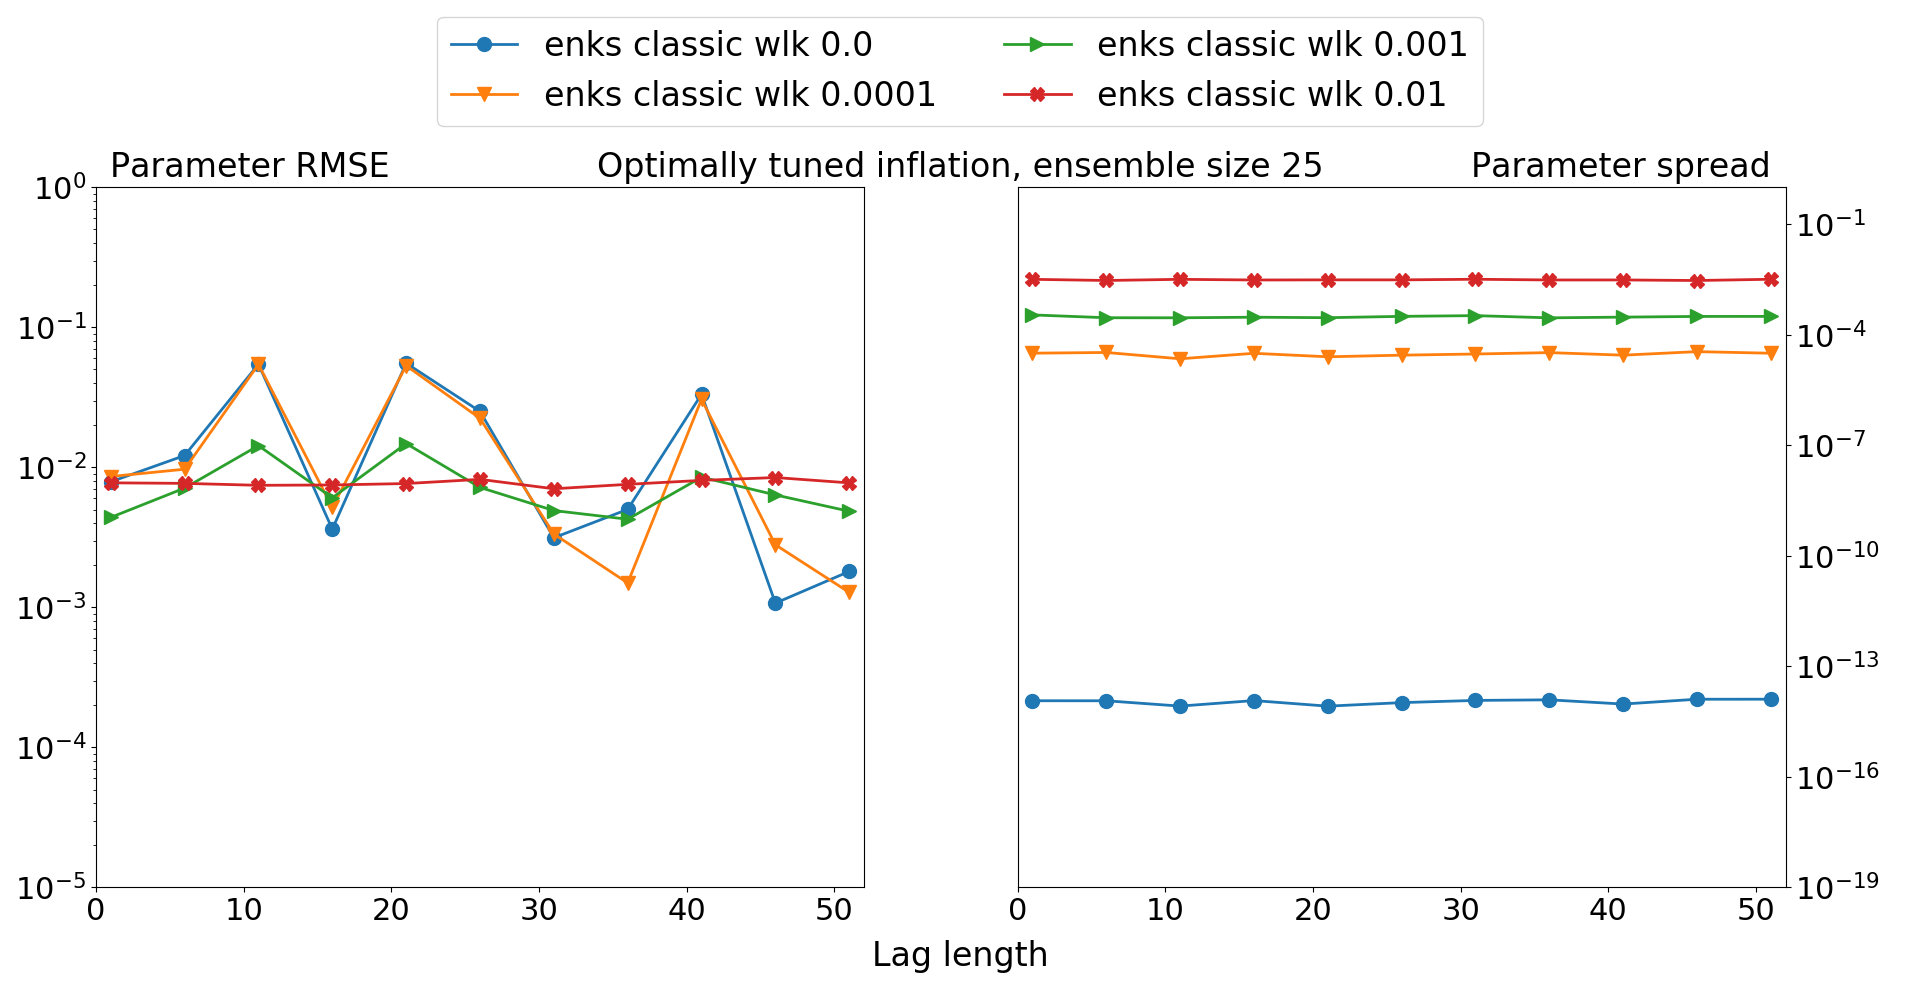 enks classic wlk 0.0
enks classic wlk 0.0001
enks classic wlk 0.001
enks classic wlk 0.01
Parameter RMSE
Optimally tuned inflation, ensemble size 25
Parameter spread
10⁰
10⁻¹
10⁻²
10⁻³
10⁻⁴
10⁻⁵
0 10 20 30 40 50
10⁻¹
10⁻⁴
10⁻⁷
10⁻¹⁰
10⁻¹³
10⁻¹⁶
10⁻¹⁹
0 10 20 30 40 50
Lag length